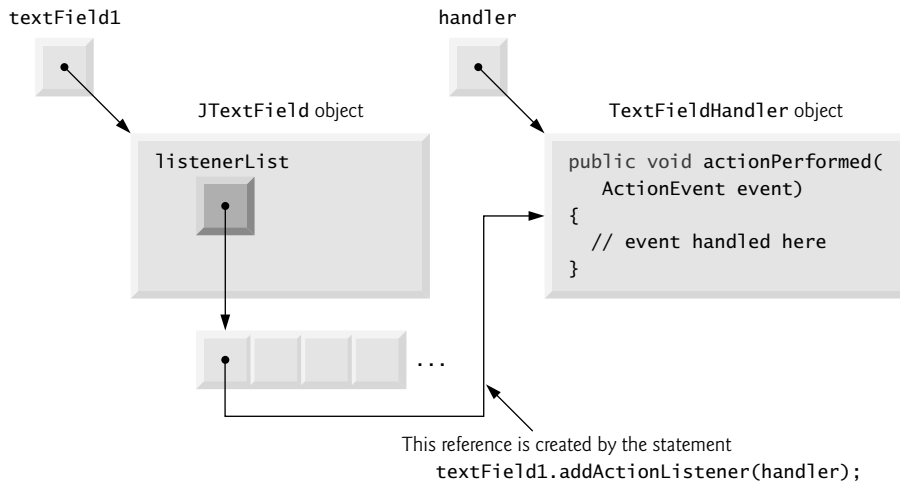 textField1
handler
JTextField object
TextFieldHandler object
listenerList
public void actionPerformed(
ActionEvent event)
{
// event handled here
}
...
This reference is created by the statement
textField1.addActionListener(handler);